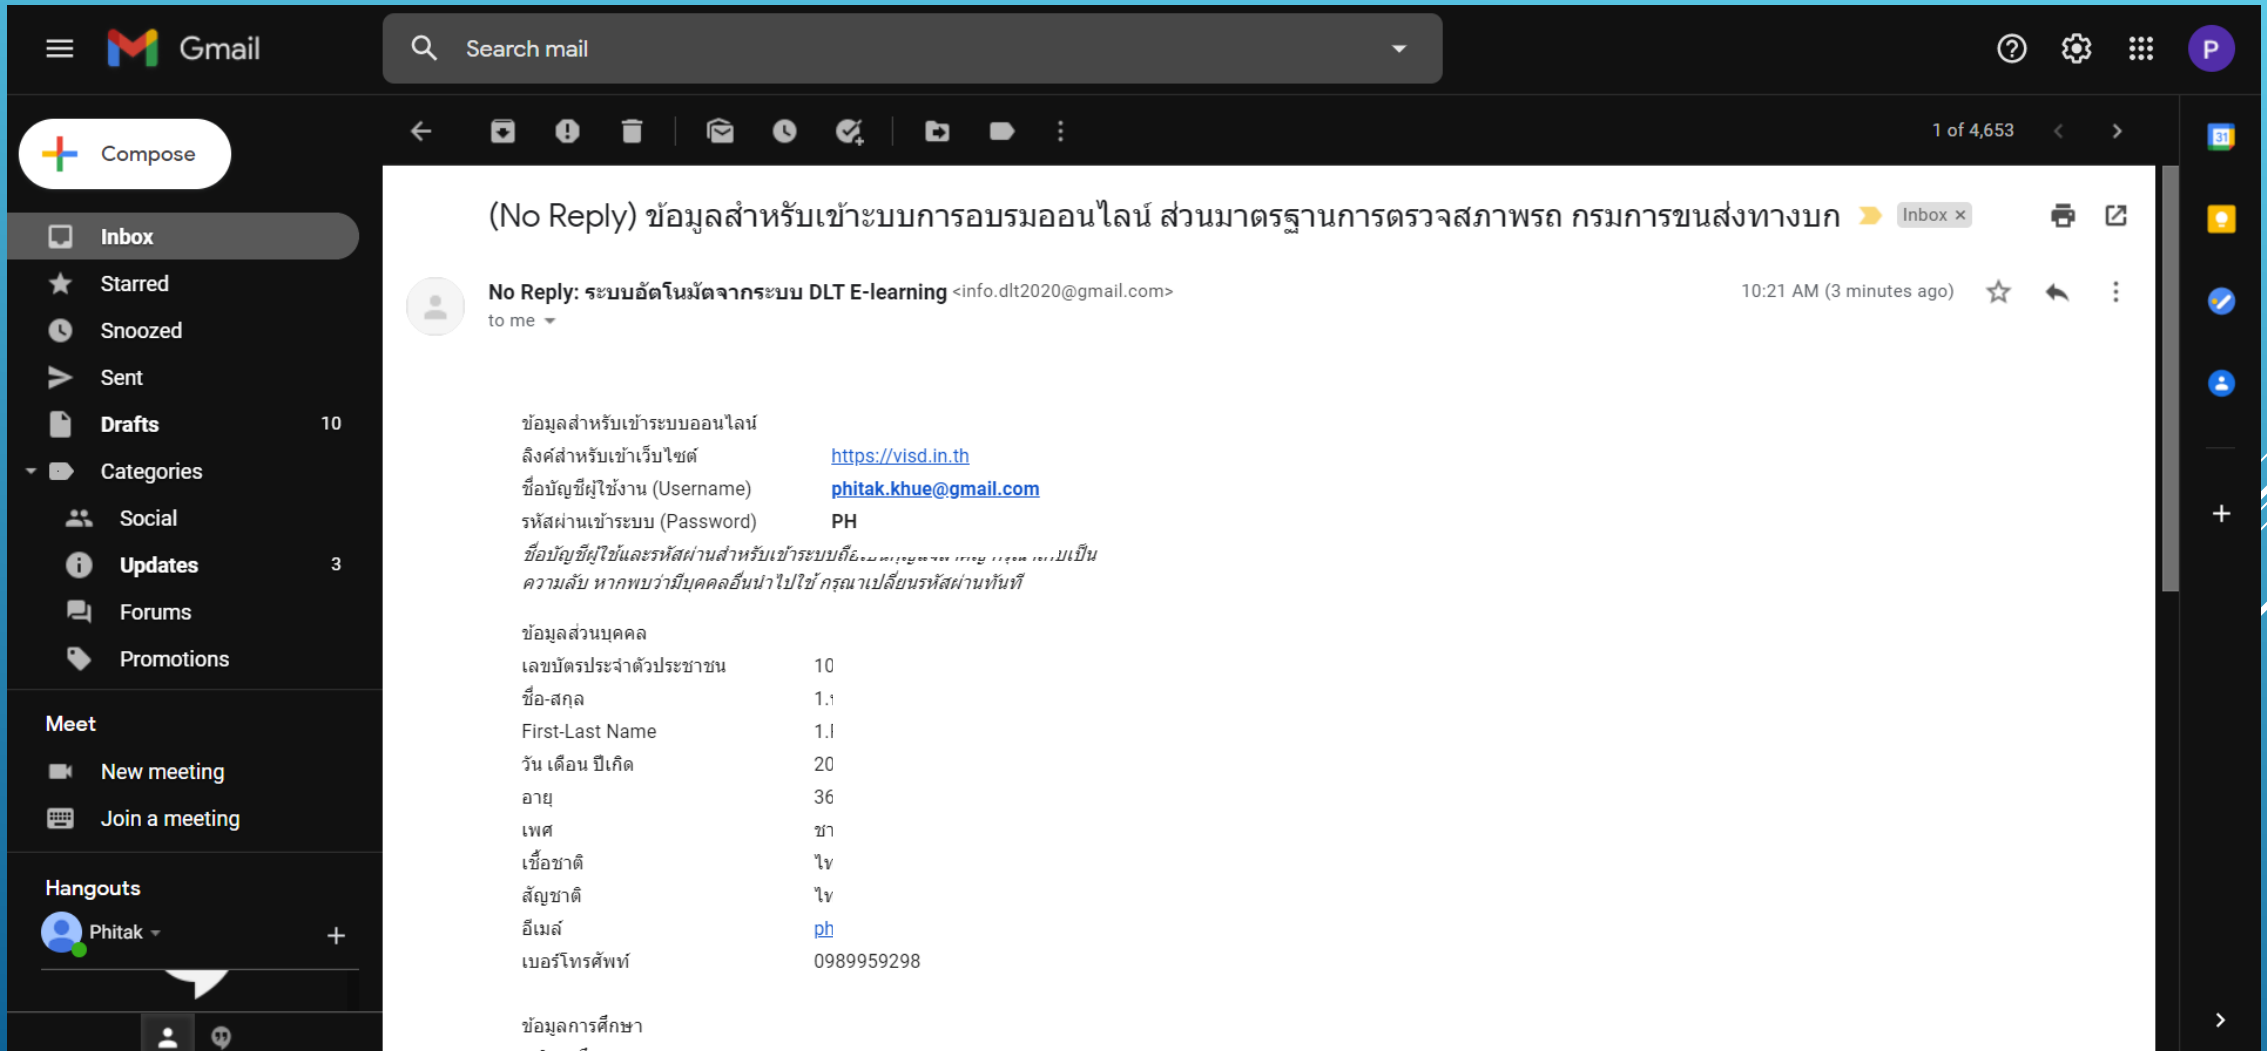 Gmail
Search mail
Compose
1 of 4,653
Inbox
Starred
Snoozed
Sent
Drafts 10
Categories
Social
Updates 3
Forums
Promotions
Meet
New meeting
Join a meeting
Hangouts
Phitak
P
31
(No Reply) ข้อมูลสำหรับเข้าะบบการอบรมออนไลน์ ส่วนมาตรฐานการตรวจสภาพรถ กรมการขนส่งทางบก Inbox ×
No Reply: ระบบอัตโนมัตจากระบบ DLT E-learning <info.dlt2020@gmail.com> 10:21 AM (3 minutes ago)
to me
ข้อมูลสำหรับเข้าระบบออนไลน์
ลิงค์สำหรับเข้าเว็บไซต์ https://visd.in.th
ชื่อบัญชีผู้ใช้งาน (Username) phitak.khue@gmail.com
รหัสผ่านเข้าระบบ (Password) PH
ชื่อบัญชีผู้ใช้และรหัสผ่านสำหรับเข้าระบบถือ
ความลับ หากพบว่ามีบุคคลอื่นนำไปใช้ กรุณาเปลี่ยนรหัสผ่านทันที
ข้อมูลส่วนบุคคล
เลขบัตรประจำตัวประชาชน 10
ชื่อ-สกุล 1.
First-Last Name 1.
วัน เดือน ปีเกิด 20
อายุ 36
เพศ ชา
เชื้อชาติ ไท
สัญชาติ ไท
อีเมล์ ph
เบอร์โทรศัพท์ 0989959298
ข้อมูลการศึกษา